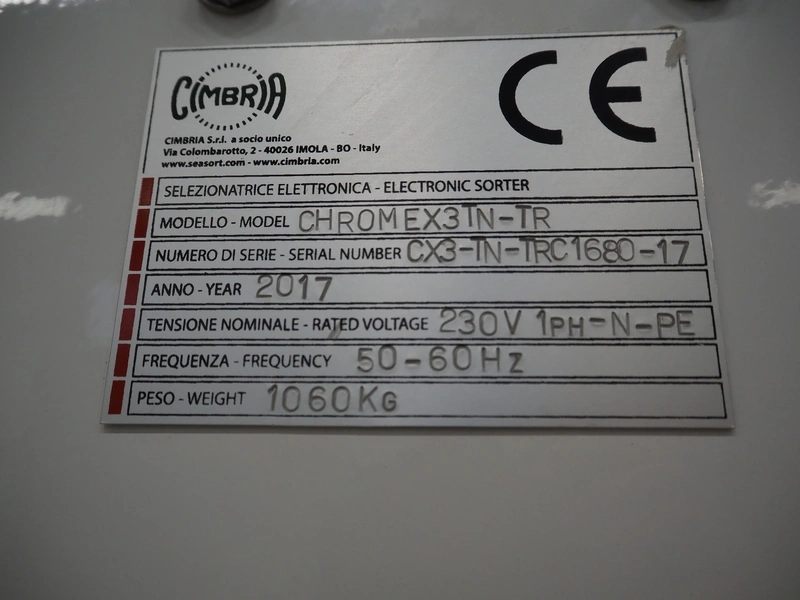 CIMBRIA
CE
CIMBRIA S.r.l. a socio unico
Via Colombarotto, 2 - 40026 IMOLA - BO - Italy
www.seasort.com - www.cimbria.com
SELEZIONATRICE ELETTRONICA - ELECTRONIC SORTER
MODELLO - MODEL CHROMEX3TN-TR
NUMERO DI SERIE - SERIAL NUMBER CX3-TN-TRC1680-17
ANNO - YEAR 2017
TENSIONE NOMINALE - RATED VOLTAGE 230V 1PH-N-PE
FREQUENZA - FREQUENCY 50-60Hz
PESO - WEIGHT 1060KG